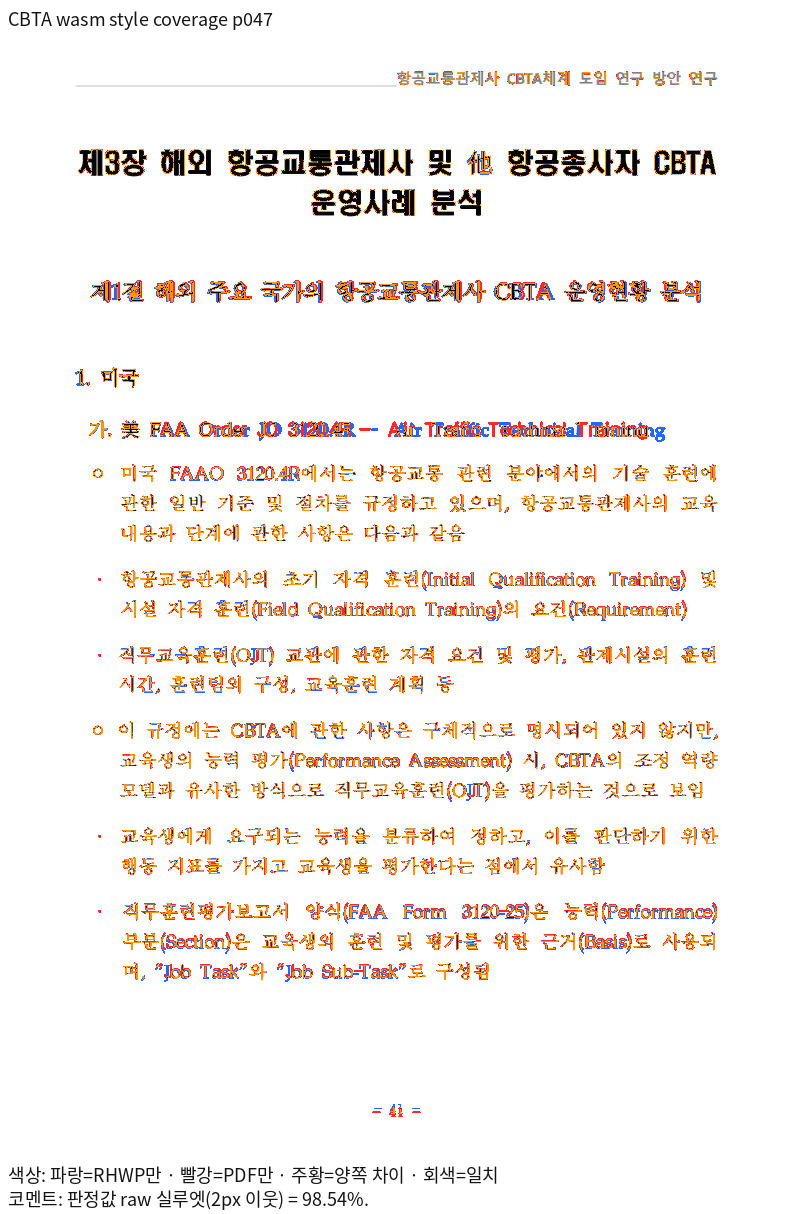 CBTA wasm style coverage p047
항공교통관제사 CBTA체계 도입 연구 방안 연구
제3장 해외 항공교통관제사 및 他 항공종사자 CBTA
운영사례 분석
제1절 해외 주요 국가의 항공교통관제사 CBTA 운영현황 분석
1. 미국
가. 美 FAA Order JO 3120.4R - Air Traffic Technical Training
ㅇ 미국 FAAO 3120.4R에서는 항공교통 관련 분야에서의 기술 훈련에
관한 일반 기준 및 절차를 규정하고 있으며, 항공교통관제사의 교육
내용과 단계에 관한 사항은 다음과 같음
· 항공교통관제사의 초기 자격 훈련(Initial Qualification Training) 및
시설 자격 훈련(Field Qualification Training)의 요건(Requirement)
· 직무교육훈련(OJT) 교관에 관한 자격 요건 및 평가, 관제시설의 훈련
시간, 훈련팀의 구성, 교육훈련 계획 등
ㅇ 이 규정에는 CBTA에 관한 사항은 구체적으로 명시되어 있지 않지만,
교육생의 능력 평가(Performance Assessment) 시, CBTA의 조정 역량
모델과 유사한 방식으로 직무교육훈련(OJT)을 평가하는 것으로 보임
· 교육생에게 요구되는 능력을 분류하여 정하고, 이를 판단하기 위한
행동 지표를 가지고 교육생을 평가한다는 점에서 유사함
· 직무훈련평가보고서 양식(FAA Form 3120-25)은 능력(Performance)
부분(Section)은 교육생의 훈련 및 평가를 위한 근거(Basis)로 사용되
며, "Job Task"와 "Job Sub-Task"로 구성됨
- 41 -
색상: 파랑=RHWP만 · 빨강=PDF만 · 주황=양쪽 차이 · 회색=일치
코멘트: 판정값 raw 실루엣(2px 이웃) = 98.54%.